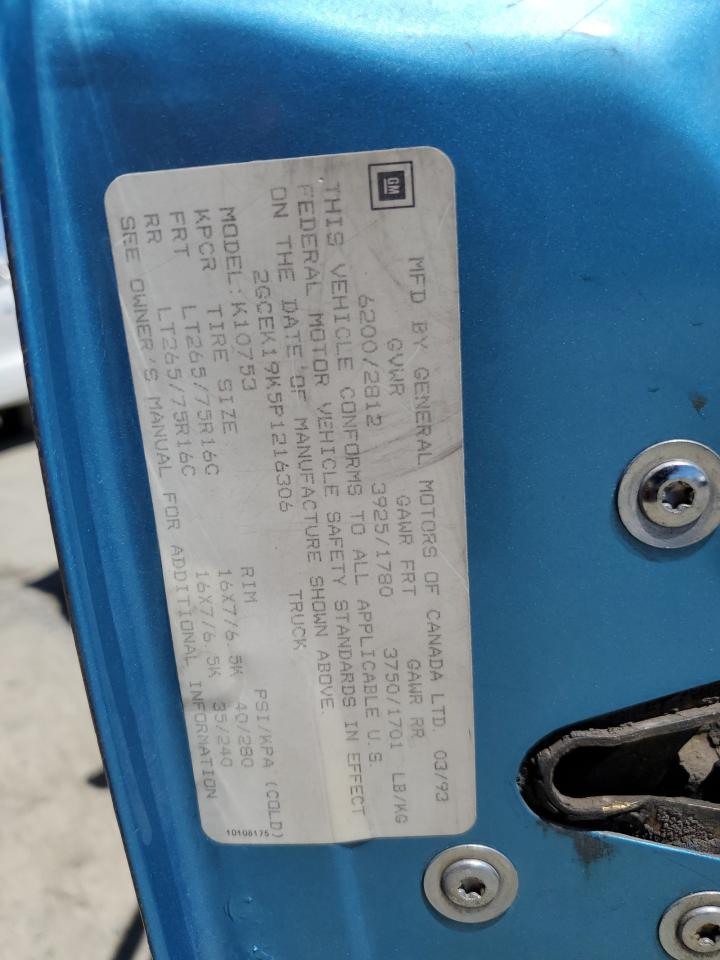 GM
MFD BY GENERAL MOTORS OF CANADA LTD. 03/93
GVWR GAWR FRT GAWR RR
6200/2812 3925/1780 3750/1701 LB/KG
THIS VEHICLE CONFORMS TO ALL APPLICABLE U.S.
FEDERAL MOTOR VEHICLE SAFETY STANDARDS IN EFFECT
ON THE DATE OF MANUFACTURE SHOWN ABOVE.
2GCEK19K5P1216306 TRUCK
MODEL: K10753
KPCR TIRE SIZE RIM PSI/KPA (COLD)
FRT LT265/75R16C 16X7/6.5K 40/280
RR LT265/75R16C 16X7/6.5K 35/240
SEE OWNER'S MANUAL FOR ADDITIONAL INFORMATION
10108175